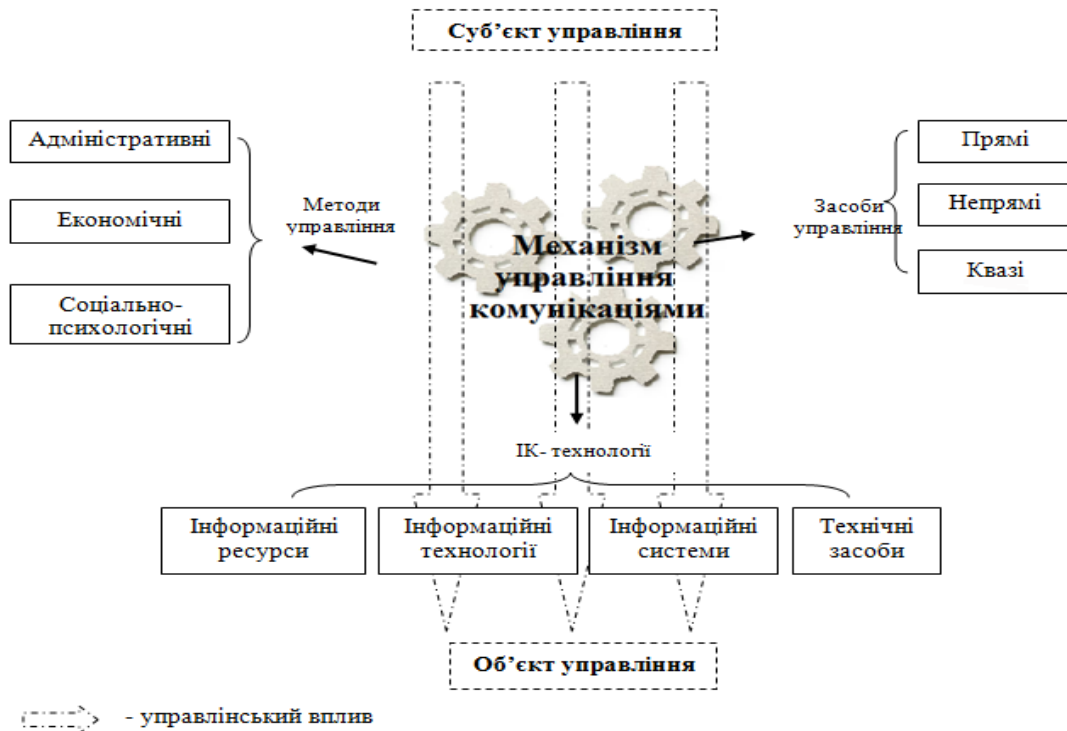 Суб’єкт управління
Адміністративні
Економічні
Соціально-
психологічні
Методи
управління
Механізм
управління
комунікаціями
Засоби
управління
Прямі
Непрямі
Квазі
ІК- технології
Інформаційні
ресурси
Інформаційні
технології
Інформаційні
системи
Технічні
засоби
Об’єкт управління
- управлінський вплив